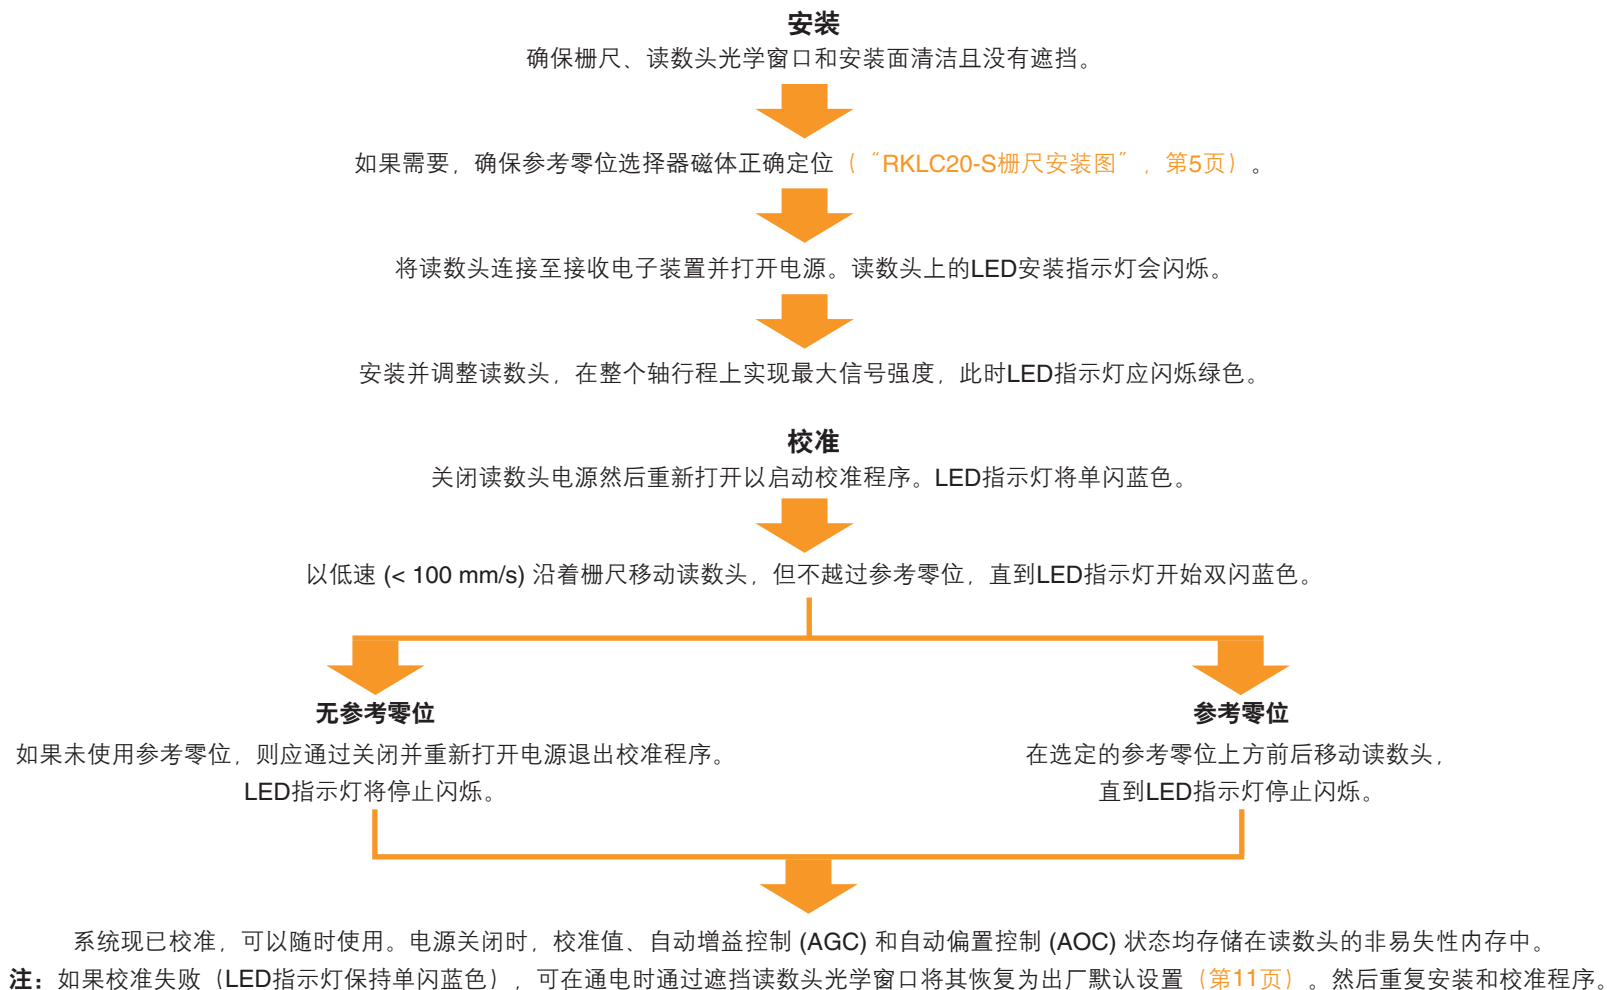 安装
确保栅尺、读数头光学窗口和安装面清洁且没有遮挡。
如果需要，确保参考零位选择器磁体正确定位（“RKLC20-S栅尺安装图”，第5页）。
将读数头连接至接收电子装置并打开电源。读数头上的LED安装指示灯会闪烁。
安装并调整读数头，在整个轴行程上实现最大信号强度，此时LED指示灯应闪烁绿色。
校准
关闭读数头电源然后重新打开以启动校准程序。LED指示灯将单闪蓝色。
以低速 (< 100 mm/s) 沿着栅尺移动读数头，但不越过参考零位，直到LED指示灯开始双闪蓝色。
无参考零位
如果未使用参考零位，则应通过关闭并重新打开电源退出校准程序。
LED指示灯将停止闪烁。
参考零位
在选定的参考零位上方前后移动读数头，
直到LED指示灯停止闪烁。
系统现已校准，可以随时使用。电源关闭时，校准值、自动增益控制 (AGC) 和自动偏置控制 (AOC) 状态均存储在读数头的非易失性内存中。
注：如果校准失败（LED指示灯保持单闪蓝色），可在通电时通过遮挡读数头光学窗口将其恢复为出厂默认设置（第11页）。然后重复安装和校准程序。